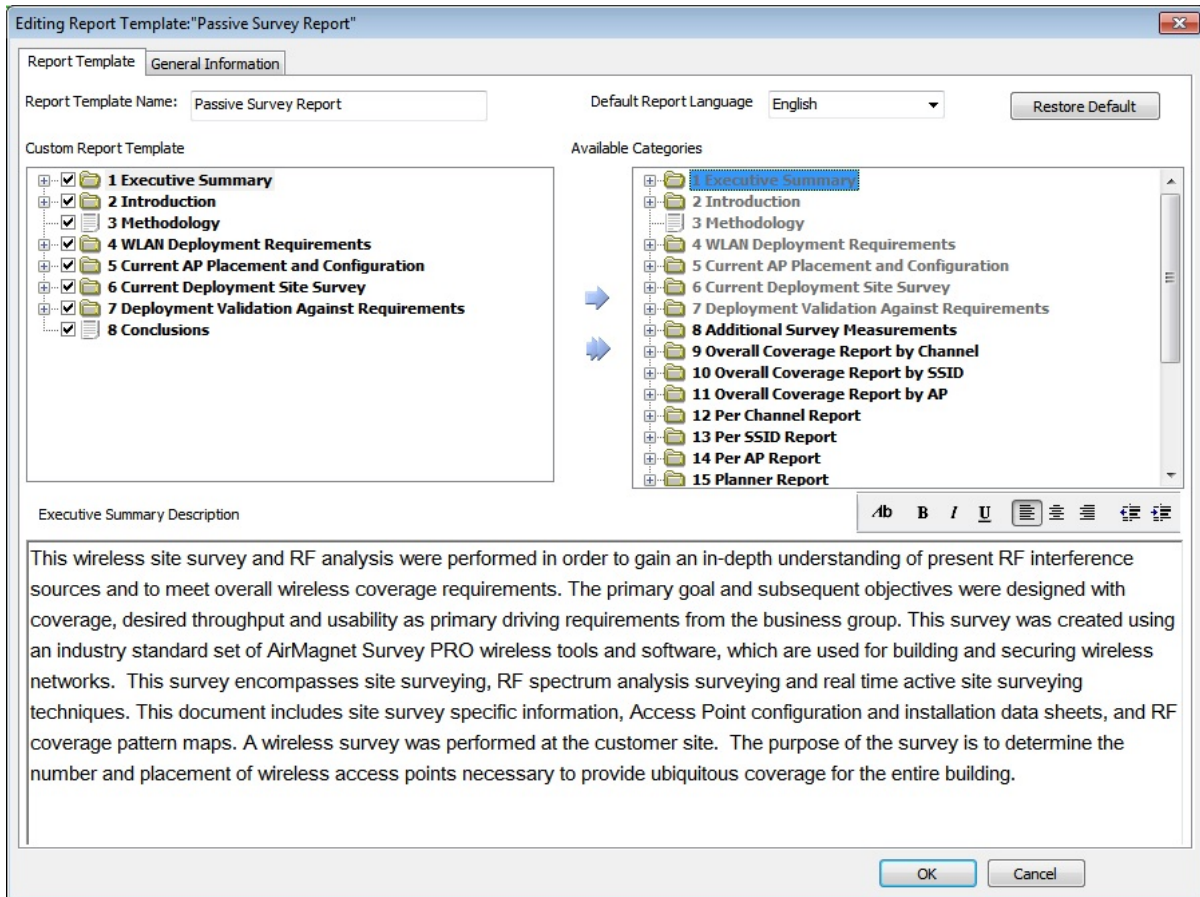 Editing Report Template:"Passive Survey Report"
Report Template
General Information
Report Template Name:
Passive Survey Report
Default Report Language
English
Restore Default
Custom Report Template
1 Executive Summary
2 Introduction
3 Methodology
4 WLAN Deployment Requirements
5 Current AP Placement and Configuration
6 Current Deployment Site Survey
7 Deployment Validation Against Requirements
8 Conclusions
Available Categories
1 Executive Summary
2 Introduction
3 Methodology
4 WLAN Deployment Requirements
5 Current AP Placement and Configuration
6 Current Deployment Site Survey
7 Deployment Validation Against Requirements
8 Additional Survey Measurements
9 Overall Coverage Report by Channel
10 Overall Coverage Report by SSID
11 Overall Coverage Report by AP
12 Per Channel Report
13 Per SSID Report
14 Per AP Report
15 Planner Report
Executive Summary Description
Ab B I U
This wireless site survey and RF analysis were performed in order to gain an in-depth understanding of present RF interference
sources and to meet overall wireless coverage requirements. The primary goal and subsequent objectives were designed with
coverage, desired throughput and usability as primary driving requirements from the business group. This survey was created using
an industry standard set of AirMagnet Survey PRO wireless tools and software, which are used for building and securing wireless
networks.  This survey encompasses site surveying, RF spectrum analysis surveying and real time active site surveying
techniques. This document includes site survey specific information, Access Point configuration and installation data sheets, and RF
coverage pattern maps. A wireless survey was performed at the customer site.  The purpose of the survey is to determine the
number and placement of wireless access points necessary to provide ubiquitous coverage for the entire building.
OK
Cancel